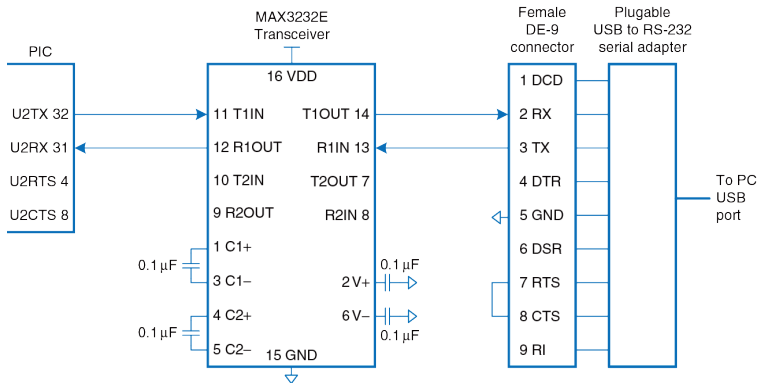 MAX3232E
Transceiver
Female
DE-9
connector
Plugable
USB to RS-232
serial adapter
PIC
16 VDD
1 DCD
U2TX 32
11 T1IN
T1OUT 14
2 RX
U2RX 31
12 R1OUT
R1IN 13
3 TX
U2RTS 4
10 T2IN
T2OUT 7
4 DTR
To PC
USB
port
U2CTS 8
9 R2OUT
R2IN 8
5 GND
1 C1+
6 DSR
0.1 µF
0.1 µF
3 C1–
2 V+
7 RTS
4 C2+
6 V–
8 CTS
0.1 µF
0.1 µF
5 C2–
15 GND
9 RI